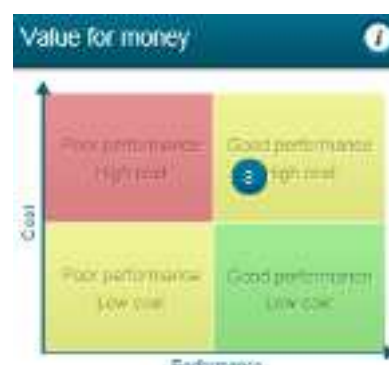 Value for money
i
Poor performance
High cost
Good performance
3 High cost
Cost
Poor performance
Low cost
Good performance
Low cost
Performance